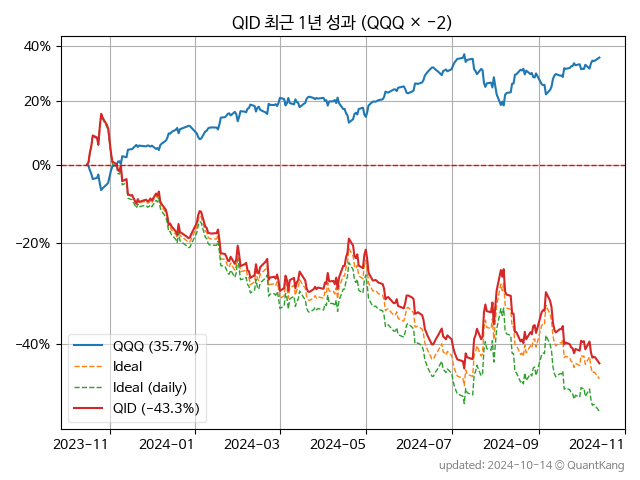 QID 최근 1년 성과 (QQQ × −2)
40%
20%
0%
−20%
−40%
QQQ (35.7%)
Ideal
Ideal (daily)
QID (−43.3%)
2023−11 2024−01 2024−03 2024−05 2024−07 2024−09 2024−11
updated: 2024-10-14 © QuantKang